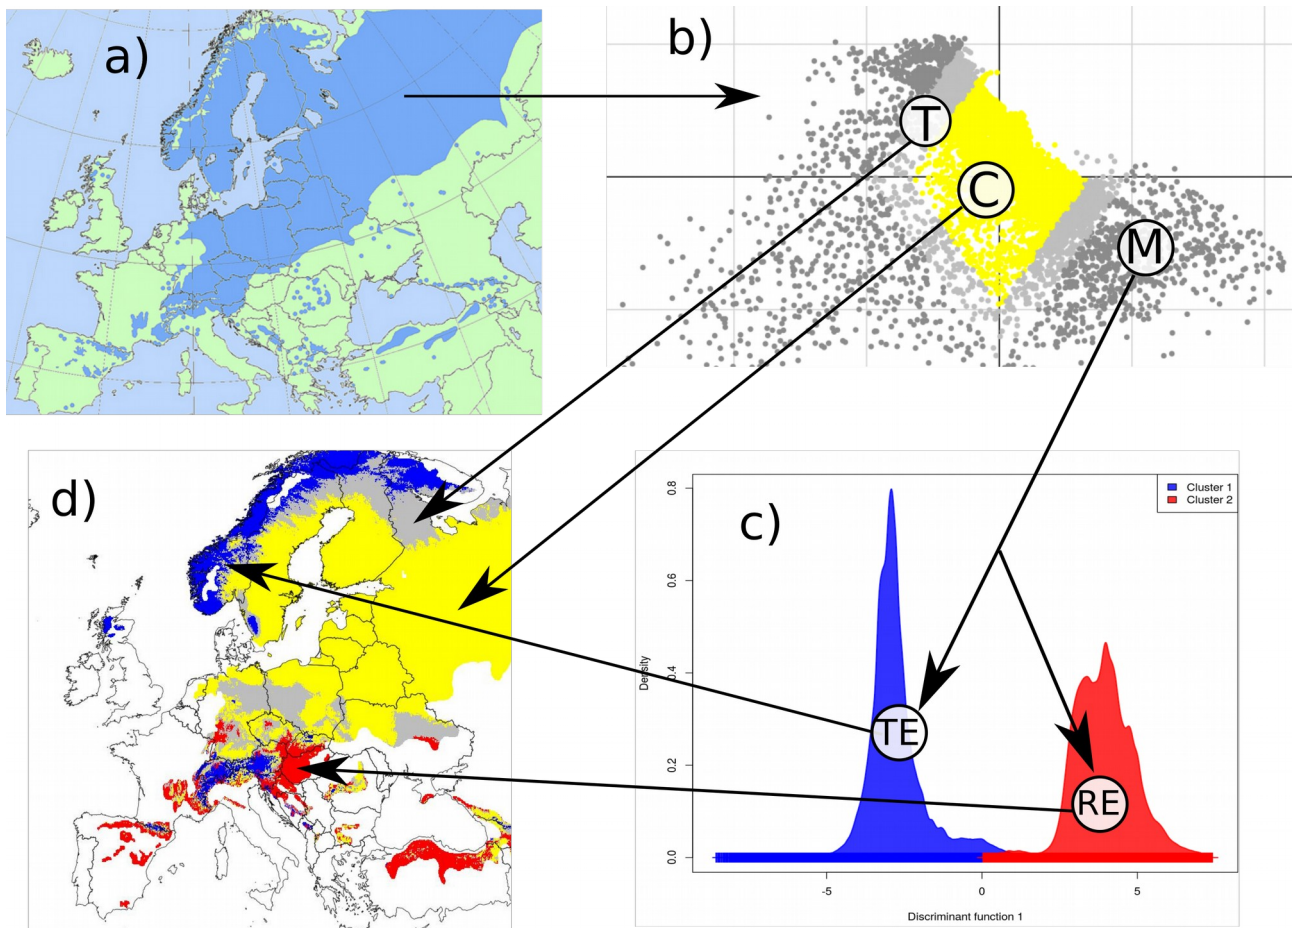 a)
b)
T
C
M
d)
c)
Cluster 1
Cluster 2
0.8
0.6
0.4
0.2
0.0
Density
TE
RE
-5
0
5
Discriminant function 1